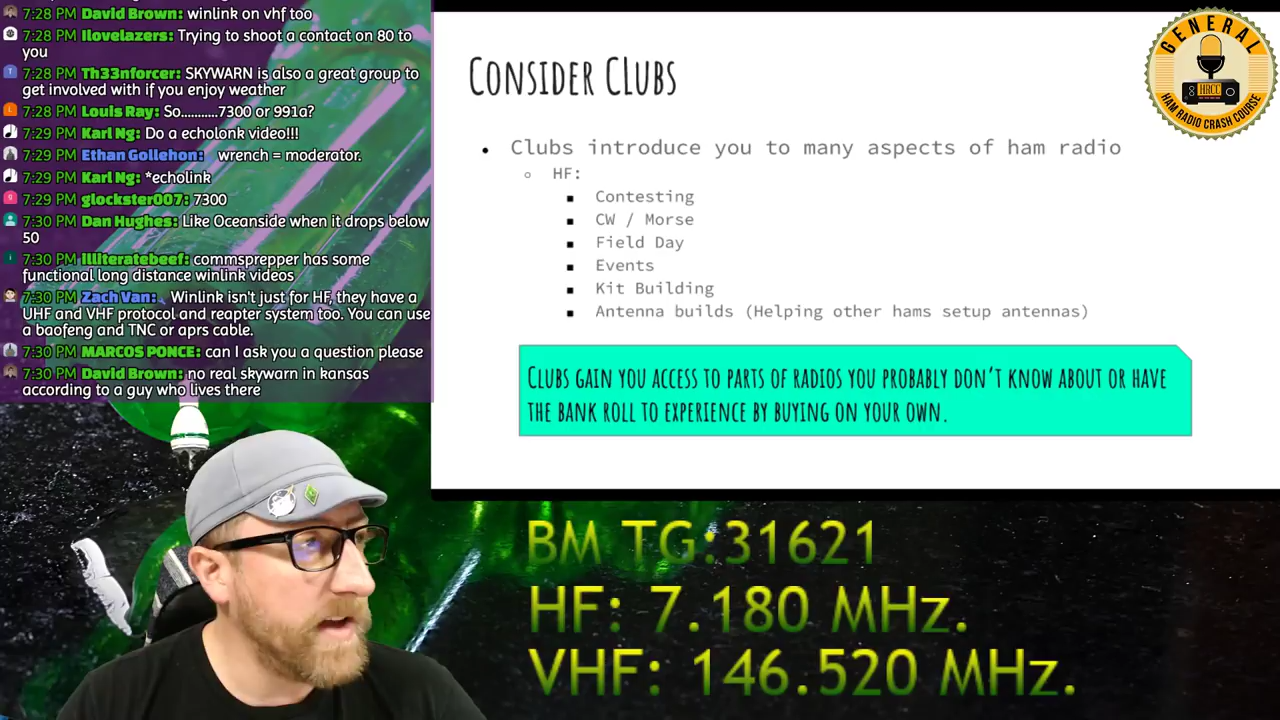 7:28 PM David Brown: winlink on vhf too
7:28 PM Ilovelazers: Trying to shoot a contact on 80 to
you
7:28 PM Th33nforcer: SKYWARN is also a great group to
get involved with if you enjoy weather
7:28 PM Louis Ray: So...........7300 or 991a?
7:29 PM Karl Ng: Do a echolonk video!!!
7:29 PM Ethan Gollehon: wrench = moderator.
7:29 PM Karl Ng: *echolink
7:29 PM glockster007: 7300
7:30 PM Dan Hughes: Like Oceanside when it drops below
50
7:30 PM illiteratebeef: commsprepper has some
functional long distance winlink videos
7:30 PM Zach Van: Winlink isn't just for HF, they have a
UHF and VHF protocol and reapter system too. You can use
a baofeng and TNC or aprs cable.
7:30 PM MARCOS PONCE: can I ask you a question please
7:30 PM David Brown: no real skywarn in kansas
according to a guy who lives there
CONSIDER CLUBS
Clubs introduce you to many aspects of ham radio
HF:
Contesting
CW / Morse
Field Day
Events
Kit Building
Antenna builds (Helping other hams setup antennas)
CLUBS GAIN YOU ACCESS TO PARTS OF RADIOS YOU PROBABLY DON'T KNOW ABOUT OR HAVE
THE BANK ROLL TO EXPERIENCE BY BUYING ON YOUR OWN.
GENERAL
HRCC
HAM RADIO CRASH COURSE
BM TG:31621
HF: 7.180 MHz.
VHF: 146.520 MHz.